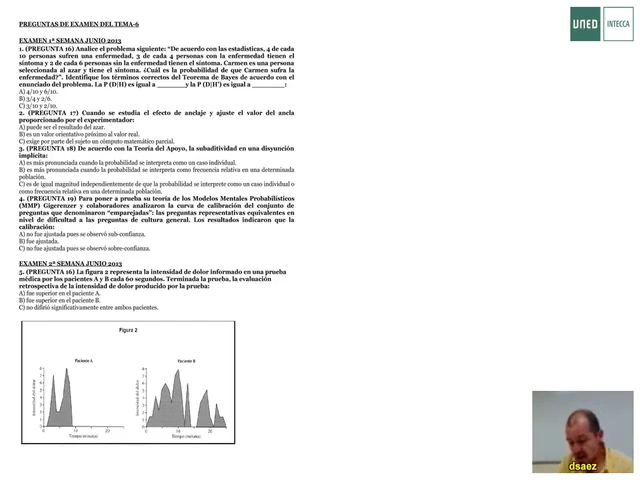 PREGUNTAS DE EXAMEN DEL TEMA-6
UNED
INTECCA
EXAMEN 1ª SEMANA JUNIO 2013
1. (PREGUNTA 16) Analice el problema siguiente: "De acuerdo con las estadísticas, 4 de cada
10 personas sufren una enfermedad, 3 de cada 4 personas con la enfermedad tienen el
síntoma y 2 de cada 6 personas sin la enfermedad tienen el síntoma. Carmen es una persona
seleccionada al azar y tiene el síntoma. ¿Cuál es la probabilidad de que Carmen sufra la
enfermedad?". Identifique los términos correctos del Teorema de Bayes de acuerdo con el
enunciado del problema. La P (D|H) es igual a ________y la P(D|H') es igual a _________:
A) 4/10 y 6/10.
B) 3/4 y 2/6.
C) 3/10 y 2/10.
2. (PREGUNTA 17) Cuando se estudia el efecto de anclaje y ajuste el valor del ancla
proporcionado por el experimentador:
A) puede ser el resultado del azar.
B) es un valor orientativo próximo al valor real.
C) exige por parte del sujeto un cómputo matemático parcial.
3. (PREGUNTA 18) De acuerdo con la Teoría del Apoyo, la subaditividad en una disyunción
implícita:
A) es más pronunciada cuando la probabilidad se interpreta como un caso individual.
B) es más pronunciada cuando la probabilidad se interpreta como frecuencia relativa en una determinada
población.
C) es de igual magnitud independientemente de que la probabilidad se interprete como un caso individual o
como frecuencia relativa en una determinada población.
4. (PREGUNTA 19) Para poner a prueba su teoría de los Modelos Mentales Probabilísticos
(MMP) Gigerenzer y colaboradores analizaron la curva de calibración del conjunto de
preguntas que denominaron "emparejadas": las preguntas representativas equivalentes en
nivel de dificultad a las preguntas de cultura general. Los resultados indicaron que la
calibración:
A) no fue ajustada pues se observó sub-confianza.
B) fue ajustada.
C) no fue ajustada pues se observó sobre-confianza.
EXAMEN 2ª SEMANA JUNIO 2013
5. (PREGUNTA 16) La figura 2 representa la intensidad de dolor informado en una prueba
médica por los pacientes A y B cada 60 segundos. Terminada la prueba, la evaluación
retrospectiva de la intensidad de dolor producido por la prueba:
A) fue superior en el paciente A.
B) fue superior en el paciente B.
C) no difirió significativamente entre ambos pacientes.
Figura 2
Paciente A
Paciente B
dsaez